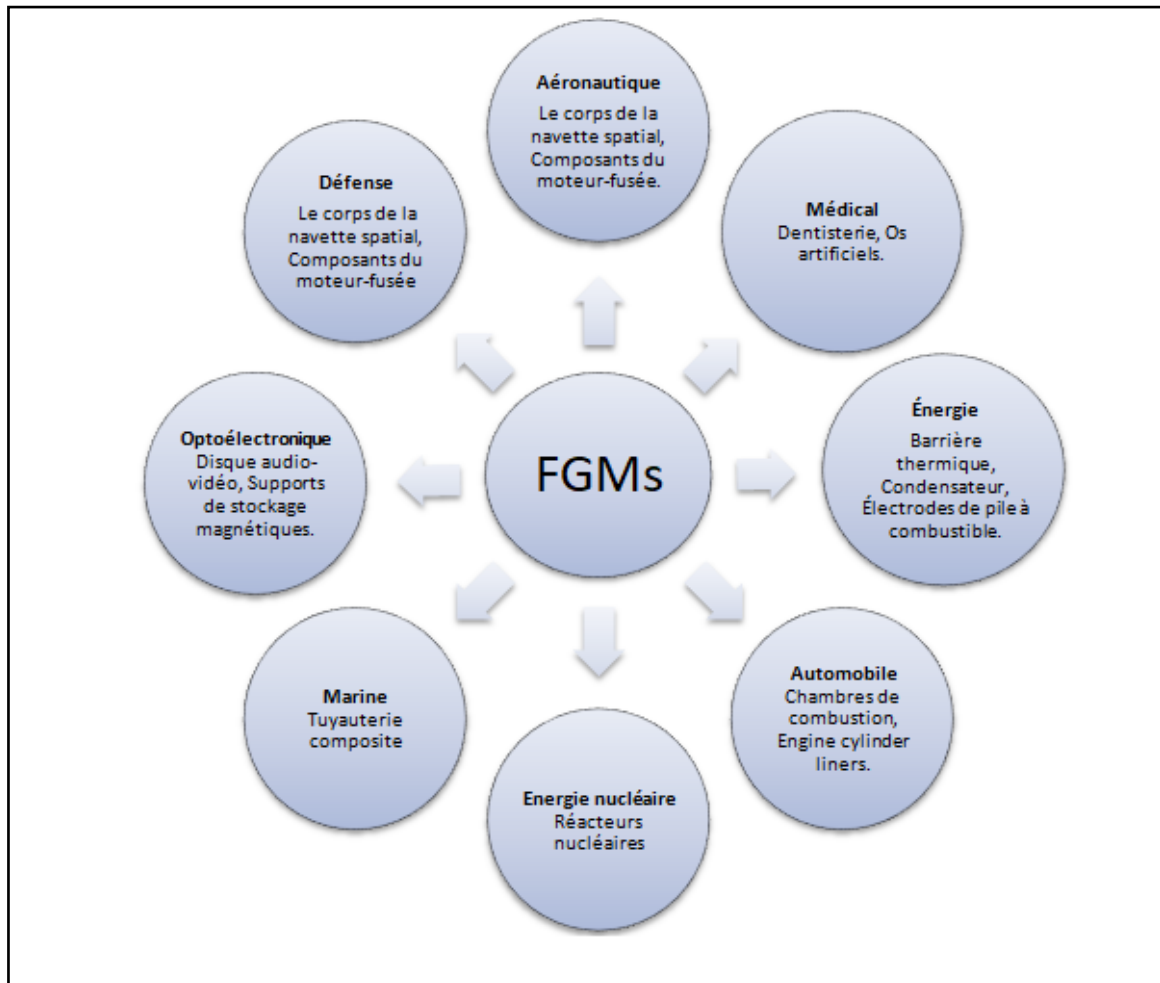 Aéronautique
Le corps de la
navette spatial,
Composants du
moteur-fusée.
Défense
Le corps de la
navette spatial,
Composants du
moteur-fusée
Médical
Dentisterie, Os
artificiels.
Optoélectronique
Disque audio-
vidéo, Supports
de stockage
magnétiques.
FGMs
Énergie
Barrière
thermique,
Condensateur,
Électrodes de pile à
combustible.
Marine
Tuyauterie
composite
Energie nucléaire
Réacteurs
nucléaires
Automobile
Chambres de
combustion,
Engine cylinder
liners.